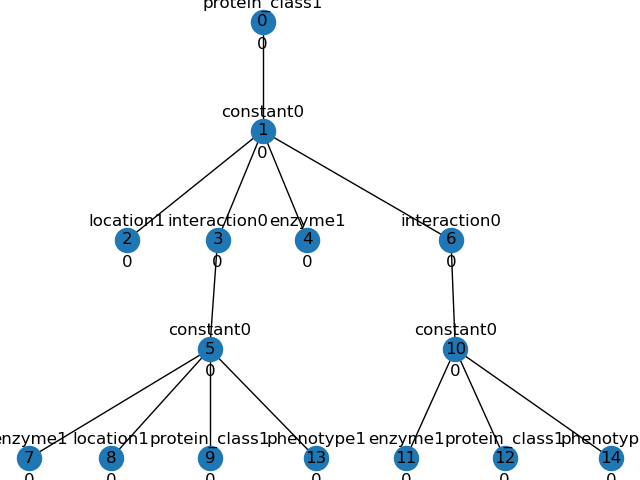 protein_class1
0
0
constant0
1
0
location1 interaction0 enzyme1 interaction0
2 3 4 6
0 0 0 0
constant0 constant0
5 10
0 0
enzyme1 location1 protein_class1 phenotype1 enzyme1 protein_class1 phenotyp
7 8 9 13 11 12 14
0 0 0 0 0 0 0